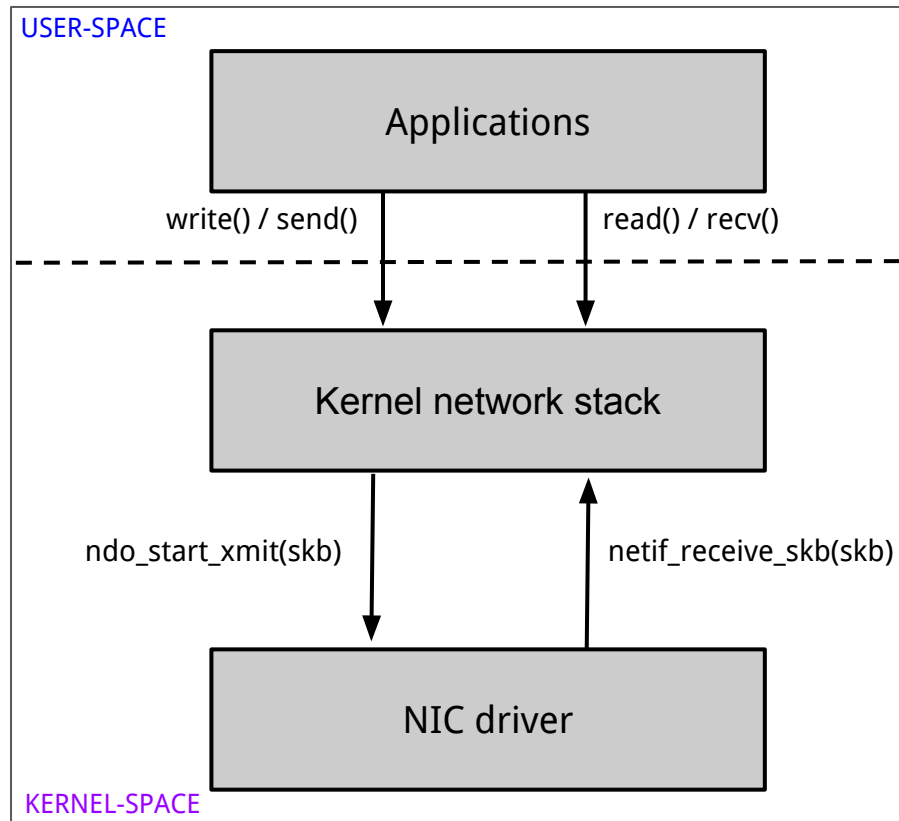 USER-SPACE
Applications
write() / send()
read() / recv()
Kernel network stack
ndo_start_xmit(skb)
netif_receive_skb(skb)
NIC driver
KERNEL-SPACE